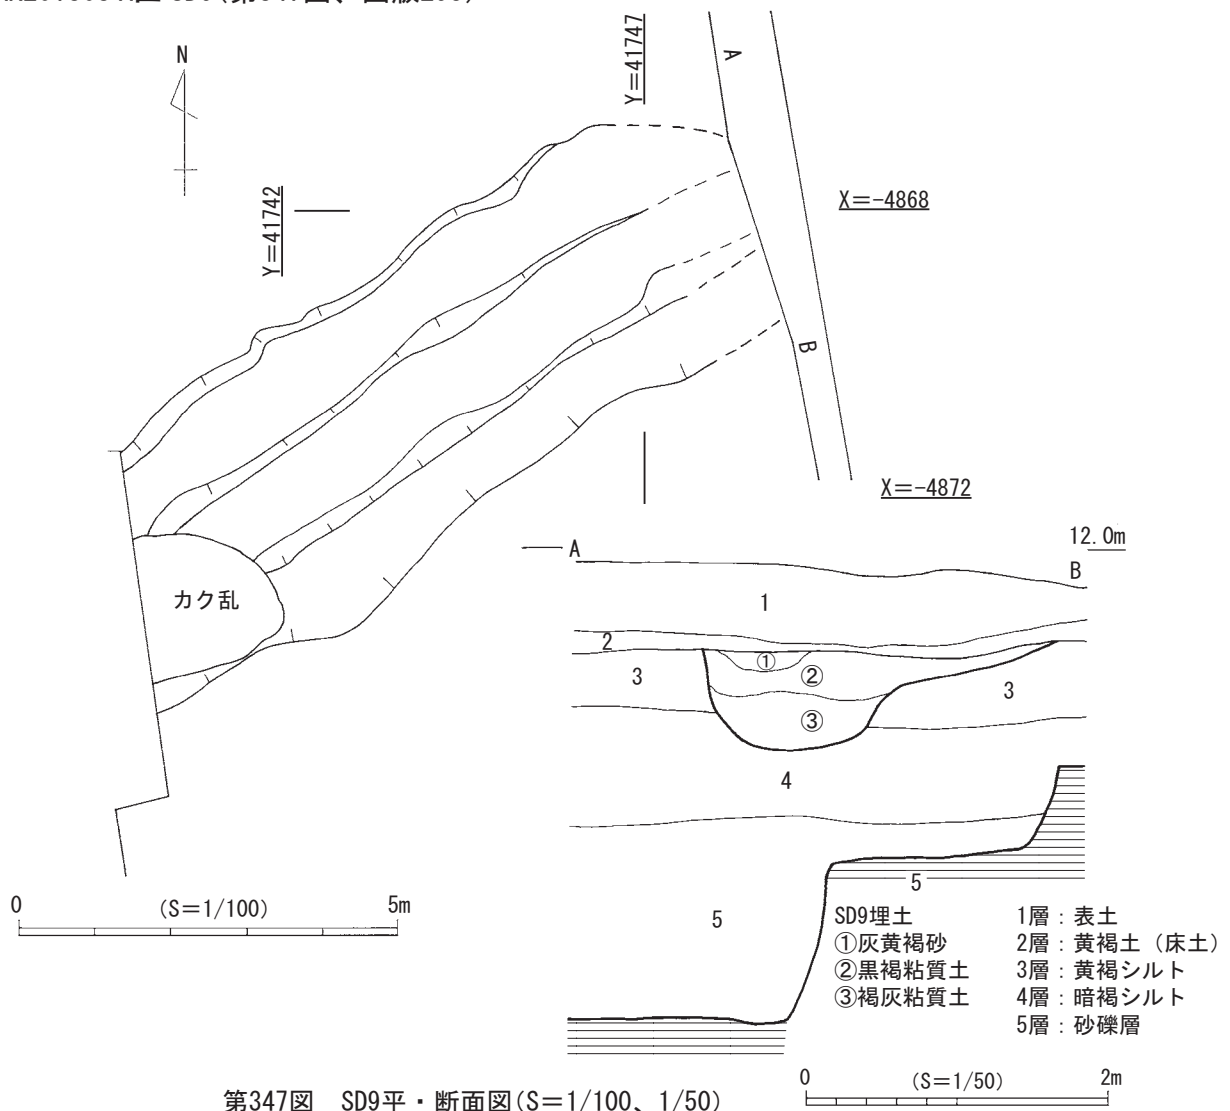 N
Y=41747
A
Y=41742
X=-4868
B
X=-4872
カク乱
A
12.0m
B
1
2
3
①
②
3
③
4
5
5
0 (S=1/100) 5m
SD9埋土
①灰黄褐砂
②黒褐粘質土
③褐灰粘質土
1層：表土
2層：黄褐土（床土）
3層：黄褐シルト
4層：暗褐シルト
5層：砂礫層
0 (S=1/50) 2m
第347図 SD9平・断面図(S=1/100、1/50)